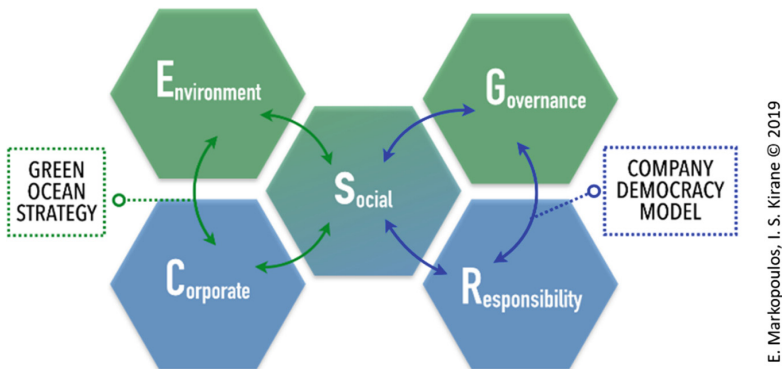 Environment
Governance
GREEN
OCEAN
STRATEGY
Social
COMPANY
DEMOCRACY
MODEL
Corporate
Responsibility
E. Markopoulos, I. S. Kirane © 2019